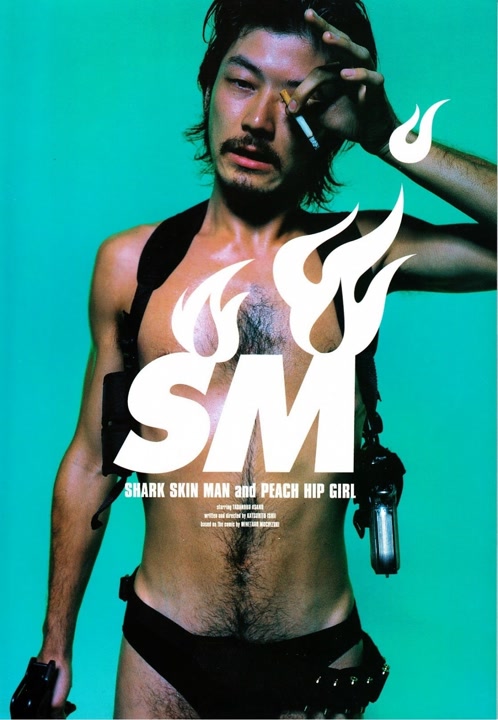 SM
SHARK SKIN MAN and PEACH HIP GIRL
starring TADANOBU ASANO
written and directed by KATSUHITO ISHII
based on the comic by MINETARO MOCHIZUKI